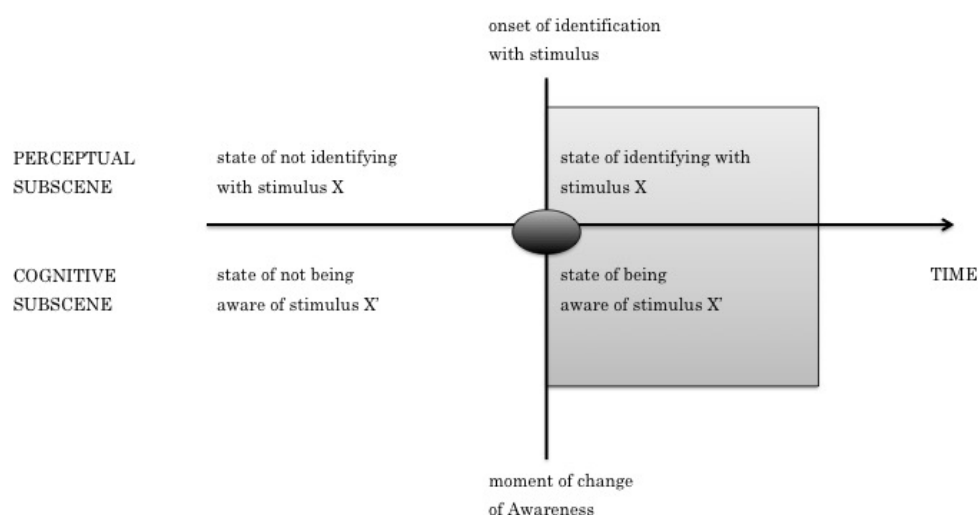 onset of identification
with stimulus
PERCEPTUAL
SUBSCENE
state of not identifying
with stimulus X
state of identifying with
stimulus X
COGNITIVE
SUBSCENE
state of not being
aware of stimulus X’
state of being
aware of stimulus X’
TIME
moment of change
of Awareness